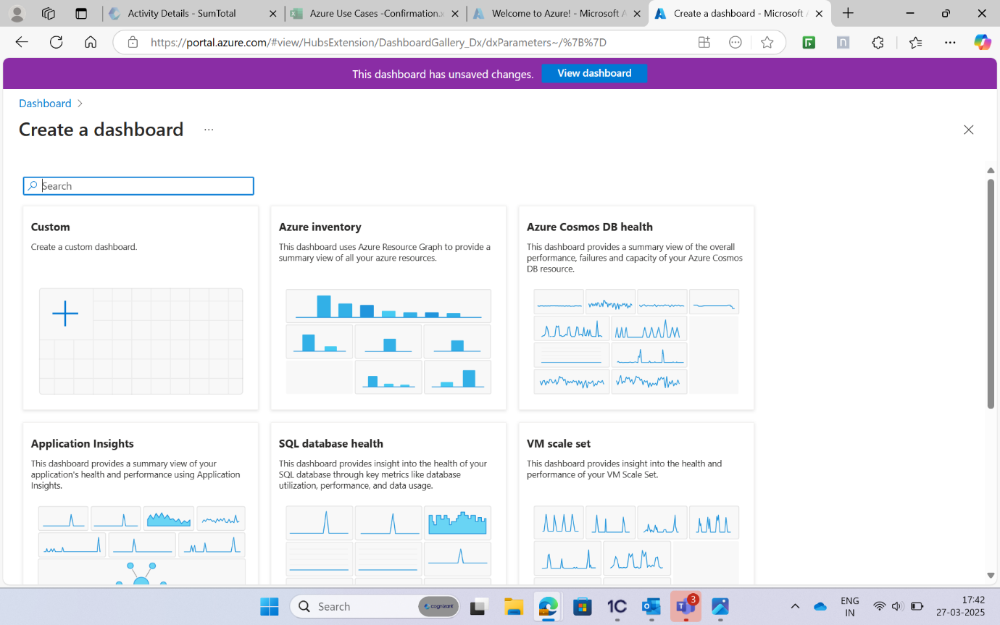 Activity Details - SumTotal
Azure Use Cases -Confirmation.x
Welcome to Azure! - Microsoft A
Create a dashboard - Microsoft A
https://portal.azure.com/#view/HubsExtension/DashboardGallery_Dx/dxParameters~/%7B%7D
This dashboard has unsaved changes.
View dashboard
Dashboard
Create a dashboard
Search
Custom
Create a custom dashboard.
Azure inventory
This dashboard uses Azure Resource Graph to provide a
summary view of all your azure resources.
Azure Cosmos DB health
This dashboard provides a summary view of the overall
performance, failures and capacity of your Azure Cosmos
DB resource.
Application Insights
This dashboard provides a summary view of your
application's health and performance using Application
Insights.
SQL database health
This dashboard provides insight into the health of your
SQL database through key metrics like database
utilization, performance, and data usage.
VM scale set
This dashboard provides insight into the health and
performance of your VM Scale Set.
Search
cognizant
1C
3
ENG
IN
17:42
27-03-2025